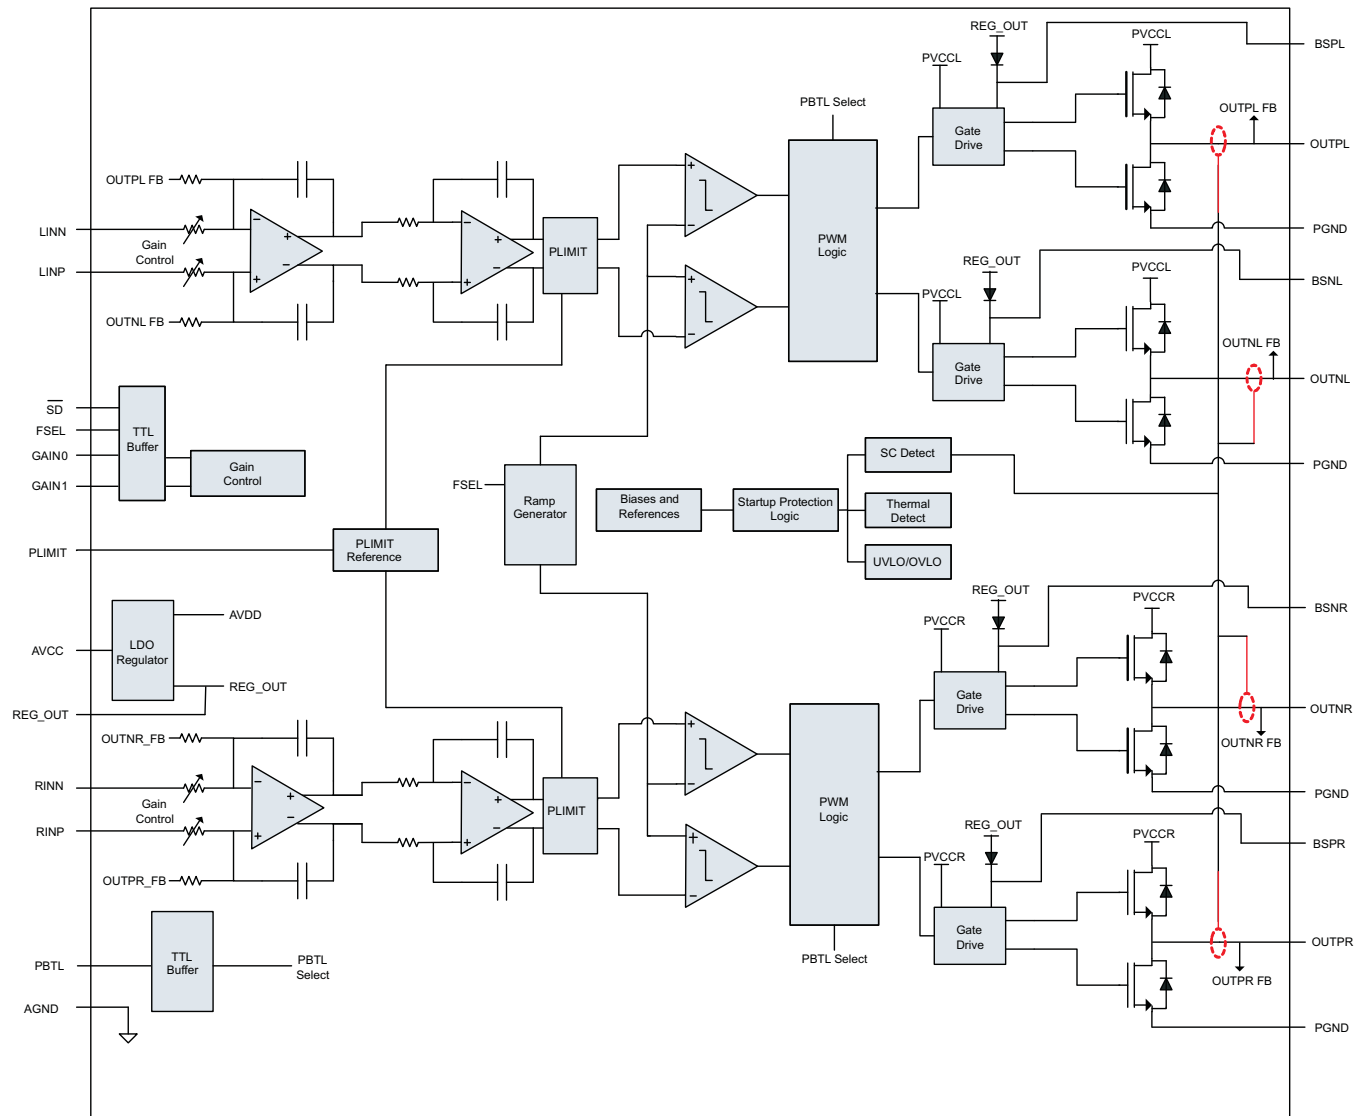 REG_OUT
PVCCL
BSPL
PVCCL
PBTL Select
OUTPL FB
Gate
Drive
OUTPL
OUTPL FB
+
−
LINN
−
+
−
+
PWM
Logic
PGND
Gain
Control
PLIMIT
LINP
+
−
+
−
REG_OUT
PVCCL
BSNL
+
−
PVCCL
OUTNL FB
OUTNL FB
Gate
Drive
OUTNL
SD
FSEL
TTL
Buffer
GAIN0
GAIN1
Gain
Control
SC Detect
PGND
FSEL
Ramp
Generator
Biases and
References
Startup Protection
Logic
Thermal
Detect
PLIMIT
PLIMIT
Reference
UVLO/OVLO
REG_OUT
PVCCR
BSNR
AVDD
PVCCR
AVCC
LDO
Regulator
REG_OUT
Gate
Drive
REG_OUT
OUTNR
OUTNR_FB
+
−
OUTNR FB
RINN
−
+
−
+
PWM
Logic
PGND
Gain
Control
PLIMIT
RINP
+
−
+
−
REG_OUT
PVCCR
BSPR
+
−
PVCCR
OUTPR_FB
Gate
Drive
OUTPR
PBTL
TTL
Buffer
PBTL
Select
PBTL Select
OUTPR FB
AGND
PGND